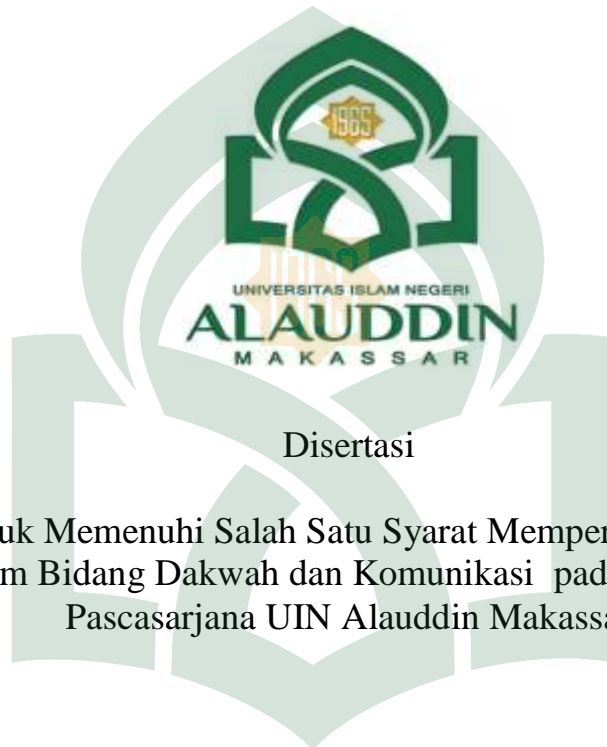 1965
UNIVERSITAS ISLAM NEGERI
ALAUDDIN
MAKASSAR
Disertasi
uk Memenuhi Salah Satu Syarat Memper
m Bidang Dakwah dan Komunikasi pad
Pascasarjana UIN Alauddin Makassa